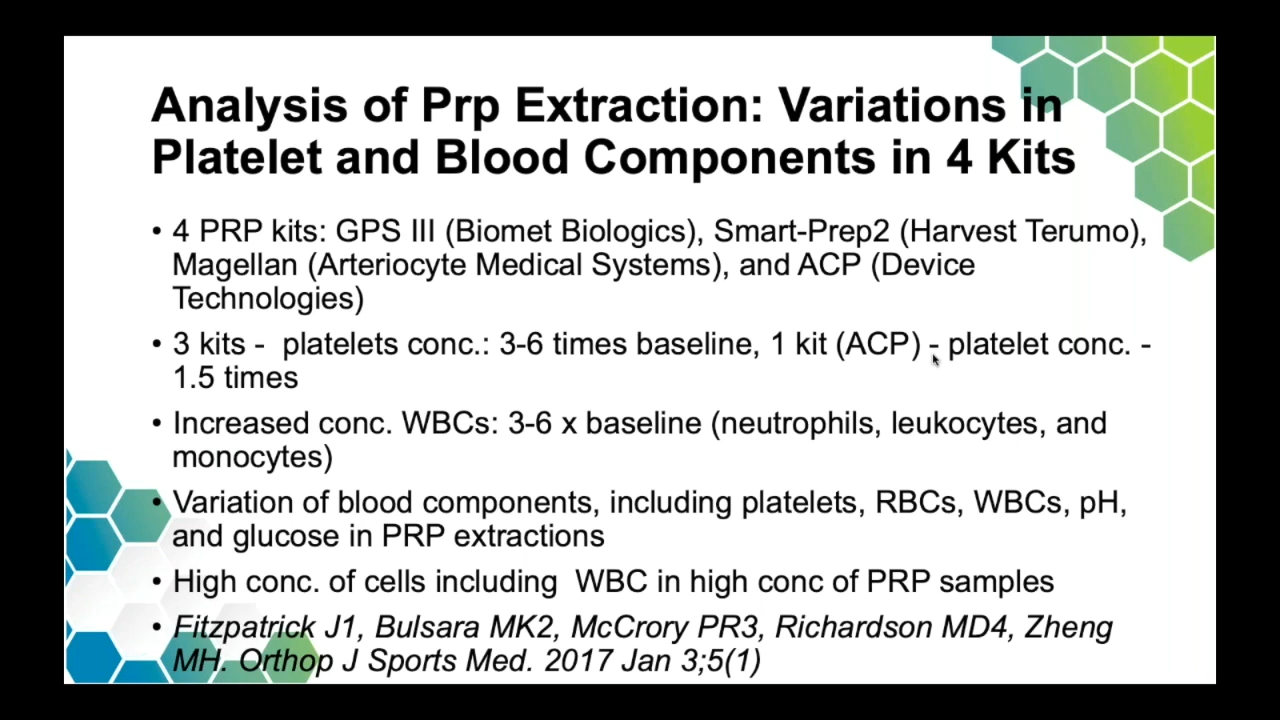 Analysis of Prp Extraction: Variations in
Platelet and Blood Components in 4 Kits
• 4 PRP kits: GPS III (Biomet Biologics), Smart-Prep2 (Harvest Terumo),
Magellan (Arteriocyte Medical Systems), and ACP (Device
Technologies)
• 3 kits -  platelets conc.: 3-6 times baseline, 1 kit (ACP) - platelet conc. -
1.5 times
• Increased conc. WBCs: 3-6 x baseline (neutrophils, leukocytes, and
monocytes)
• Variation of blood components, including platelets, RBCs, WBCs, pH,
and glucose in PRP extractions
• High conc. of cells including  WBC in high conc of PRP samples
• Fitzpatrick J1, Bulsara MK2, McCrory PR3, Richardson MD4, Zheng
MH. Orthop J Sports Med. 2017 Jan 3;5(1)